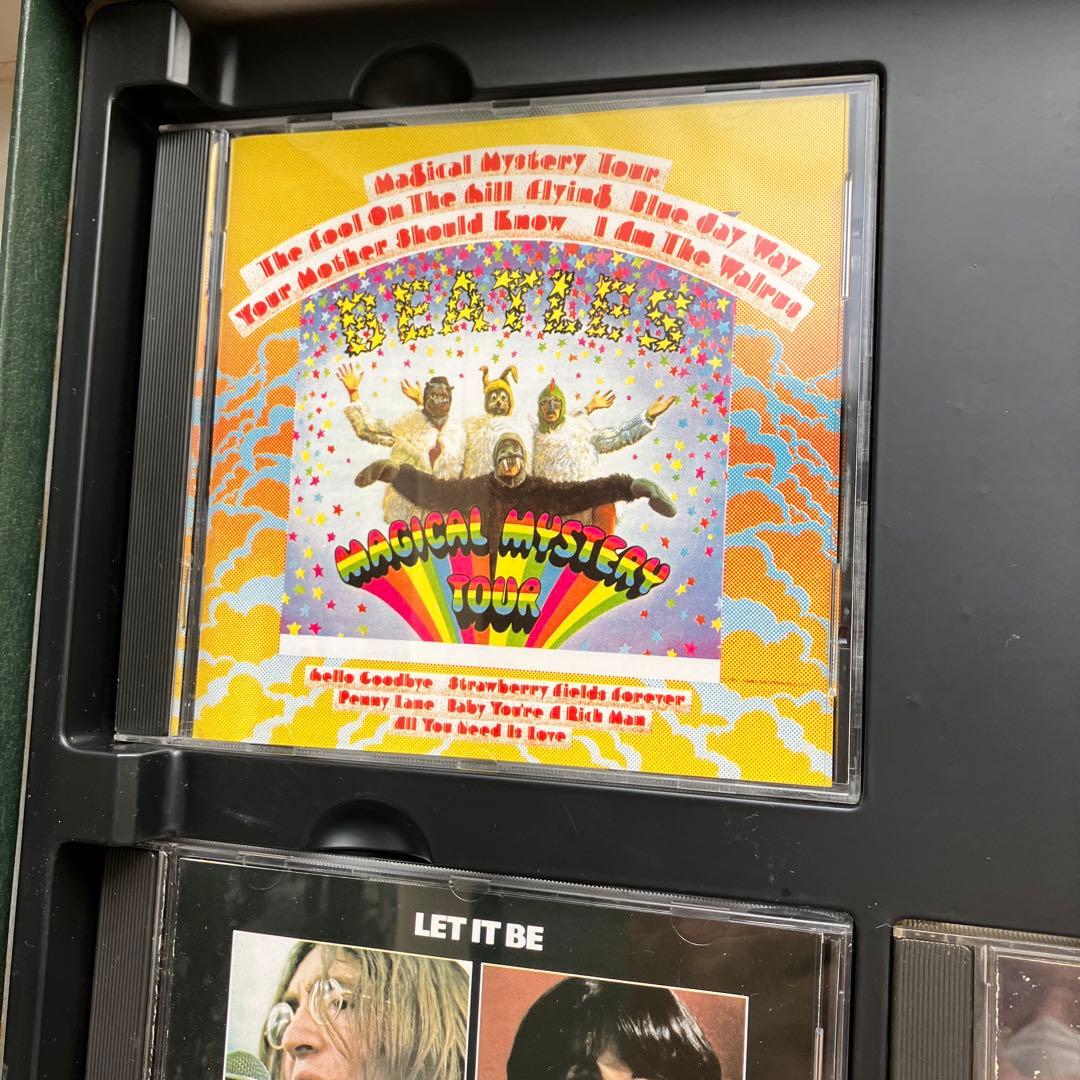 Magical Mystery Tour
The Fool On The Hill Flying Blue Jay Way
Your Mother Should Know I Am The Walrus
BEATLES
MAGICAL MYSTERY
TOUR
Hello Goodbye Strawberry Fields Forever
Penny Lane Baby You're A Rich Man
All You Need Is Love
LET IT BE